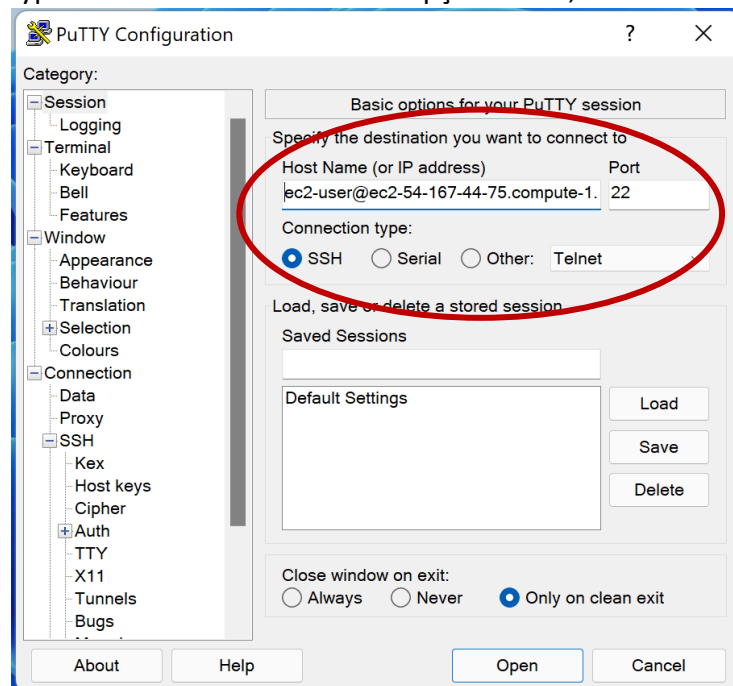 PuTTY Configuration
? X
Category:
Session
Logging
Terminal
Keyboard
Bell
Features
Window
Appearance
Behaviour
Translation
Selection
Colours
Connection
Data
Proxy
SSH
Kex
Host keys
Cipher
Auth
TTY
X11
Tunnels
Bugs
Basic options for your PuTTY session
Specify the destination you want to connect to
Host Name (or IP address) Port
ec2-user@ec2-54-167-44-75.compute-1. 22
Connection type:
SSH Serial Other: Telnet
Load, save or delete a stored session
Saved Sessions
Default Settings
Load
Save
Delete
Close window on exit:
Always Never Only on clean exit
About Help Open Cancel